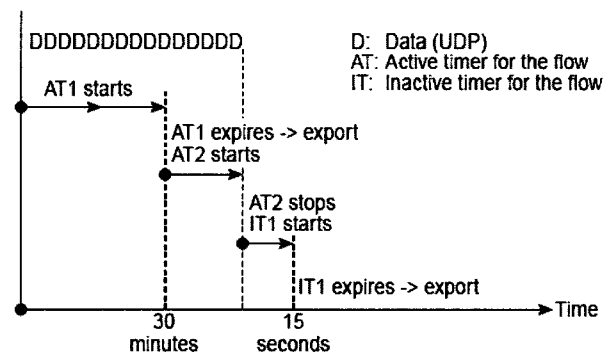 DDDDDDDDDDDDDDD
D: Data (UDP)
AT: Active timer for the flow
IT: Inactive timer for the flow
AT1 starts
AT1 expires -> export
AT2 starts
AT2 stops
IT1 starts
IT1 expires -> export
Time
30 minutes
15 seconds